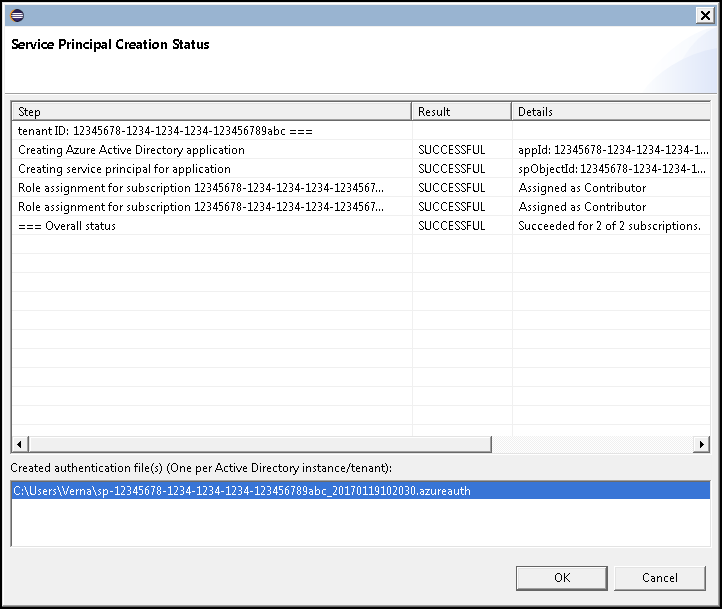 Service Principal Creation Status
Step Result Details
tenant ID: 12345678-1234-1234-1234-123456789abc ===
Creating Azure Active Directory application SUCCESSFUL appId: 12345678-1234-1234-1234-1...
Creating service principal for application SUCCESSFUL spObjectId: 12345678-1234-1...
Role assignment for subscription 12345678-1234-1234-1234-1234567... SUCCESSFUL Assigned as Contributor
Role assignment for subscription 12345678-1234-1234-1234-1234567... SUCCESSFUL Assigned as Contributor
=== Overall status SUCCESSFUL Succeeded for 2 of 2 subscriptions.
Created authentication file(s) (One per Active Directory instance/tenant):
C:\Users\Verna\sp-12345678-1234-1234-1234-123456789abc_20170119102030.azureauth
OK Cancel